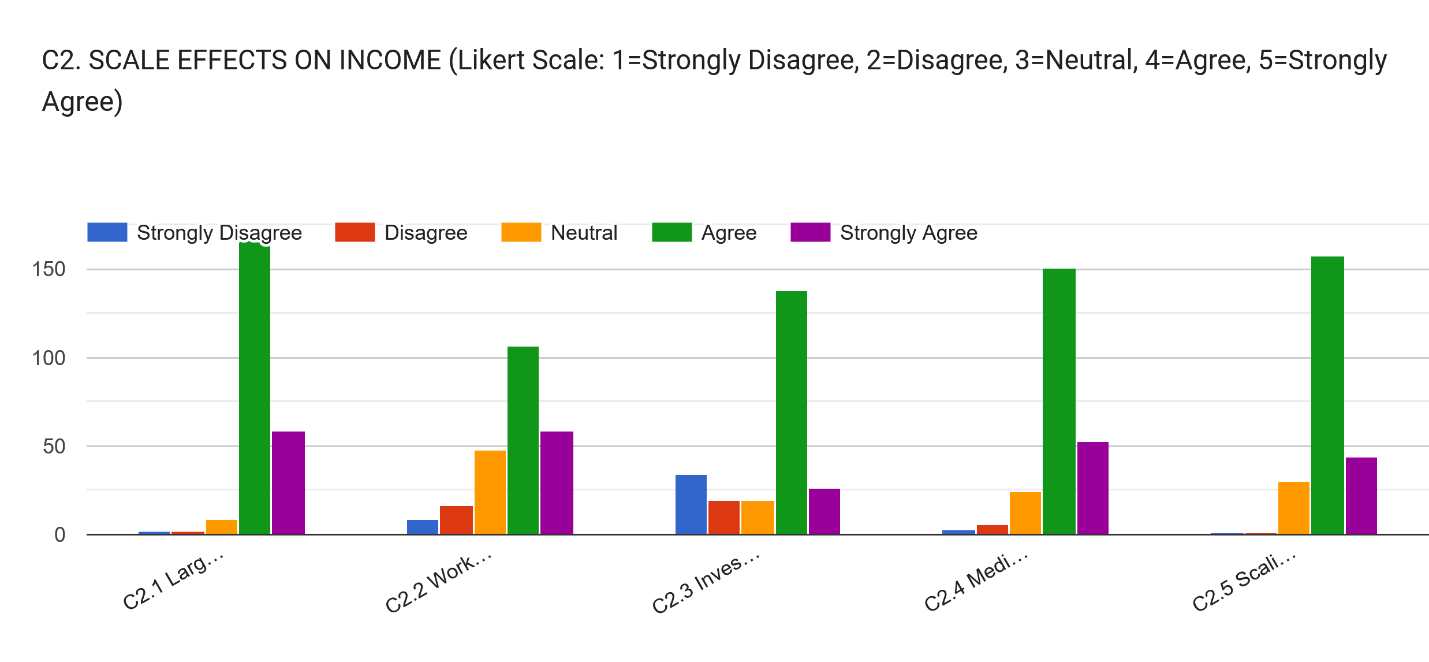 C2. SCALE EFFECTS ON INCOME (Likert Scale: 1=Strongly Disagree, 2=Disagree, 3=Neutral, 4=Agree, 5=Strongly
Agree)
Strongly Disagree Disagree Neutral Agree Strongly Agree
150
100
50
0
C2.1 Larg… C2.2 Work… C2.3 Inves… C2.4 Medi… C2.5 Scali…